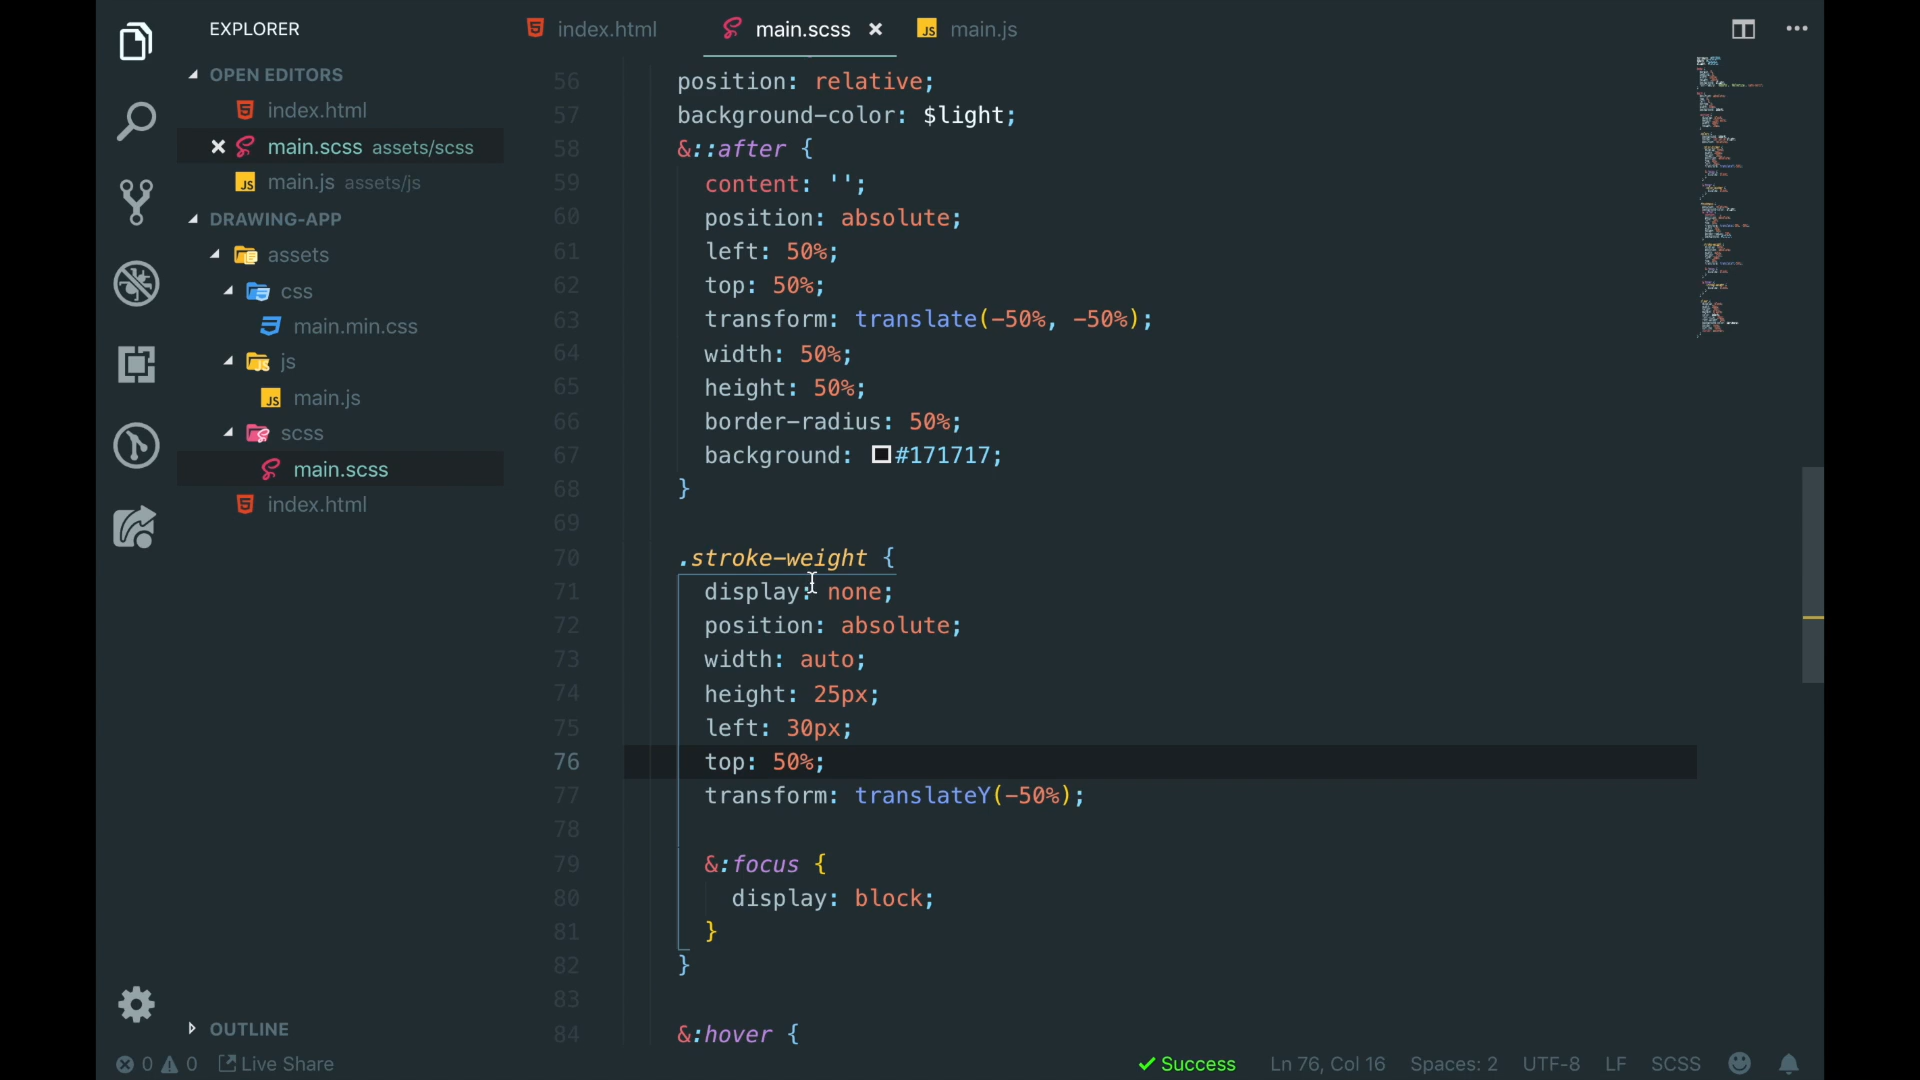 EXPLORER
index.html
main.scss
main.js
OPEN EDITORS
index.html
main.scss assets/scss
main.js assets/js
DRAWING-APP
assets
css
main.min.css
js
main.js
scss
main.scss
index.html
OUTLINE
56 position: relative;
57 background-color: $light;
58 &::after {
59 content: '';
60 position: absolute;
61 left: 50%;
62 top: 50%;
63 transform: translate(-50%, -50%);
64 width: 50%;
65 height: 50%;
66 border-radius: 50%;
67 background: #171717;
68 }
69
70 .stroke-weight {
71 display: none;
72 position: absolute;
73 width: auto;
74 height: 25px;
75 left: 30px;
76 top: 50%;
77 transform: translateY(-50%);
78
79 &:focus {
80 display: block;
81 }
82 }
83
84 &:hover {
0 0 Live Share
Success Ln 76, Col 16 Spaces: 2 UTF-8 LF SCSS